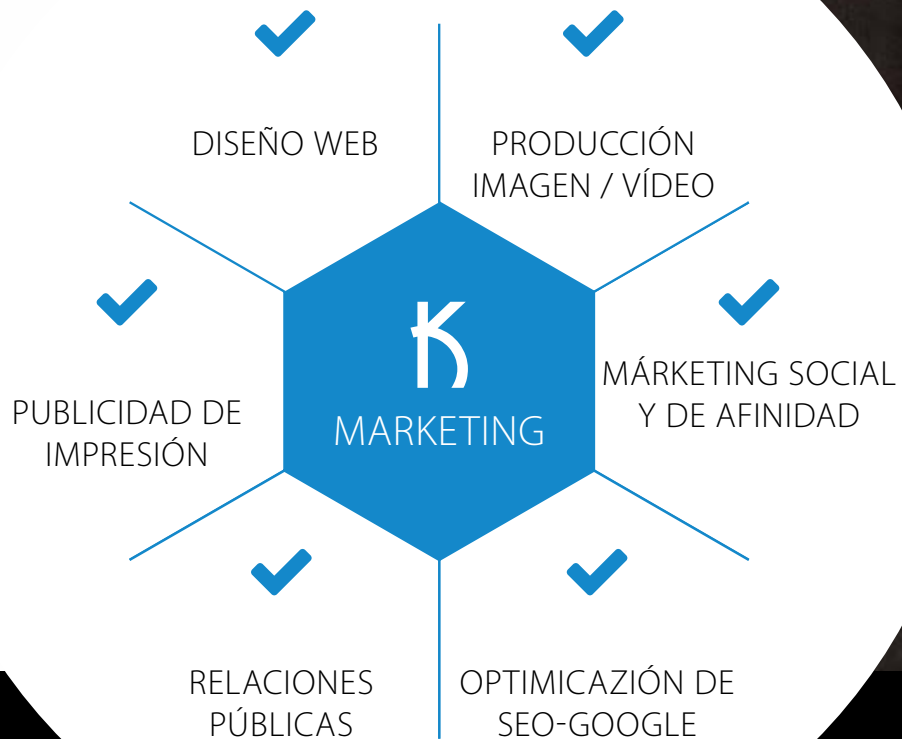 DISEÑO WEB
PRODUCCIÓN
IMAGEN / VÍDEO
PUBLICIDAD DE
IMPRESIÓN
K
MARKETING
MÁRKETING SOCIAL
Y DE AFINIDAD
RELACIONES
PÚBLICAS
OPTIMICAZIÓN DE
SEO-GOOGLE